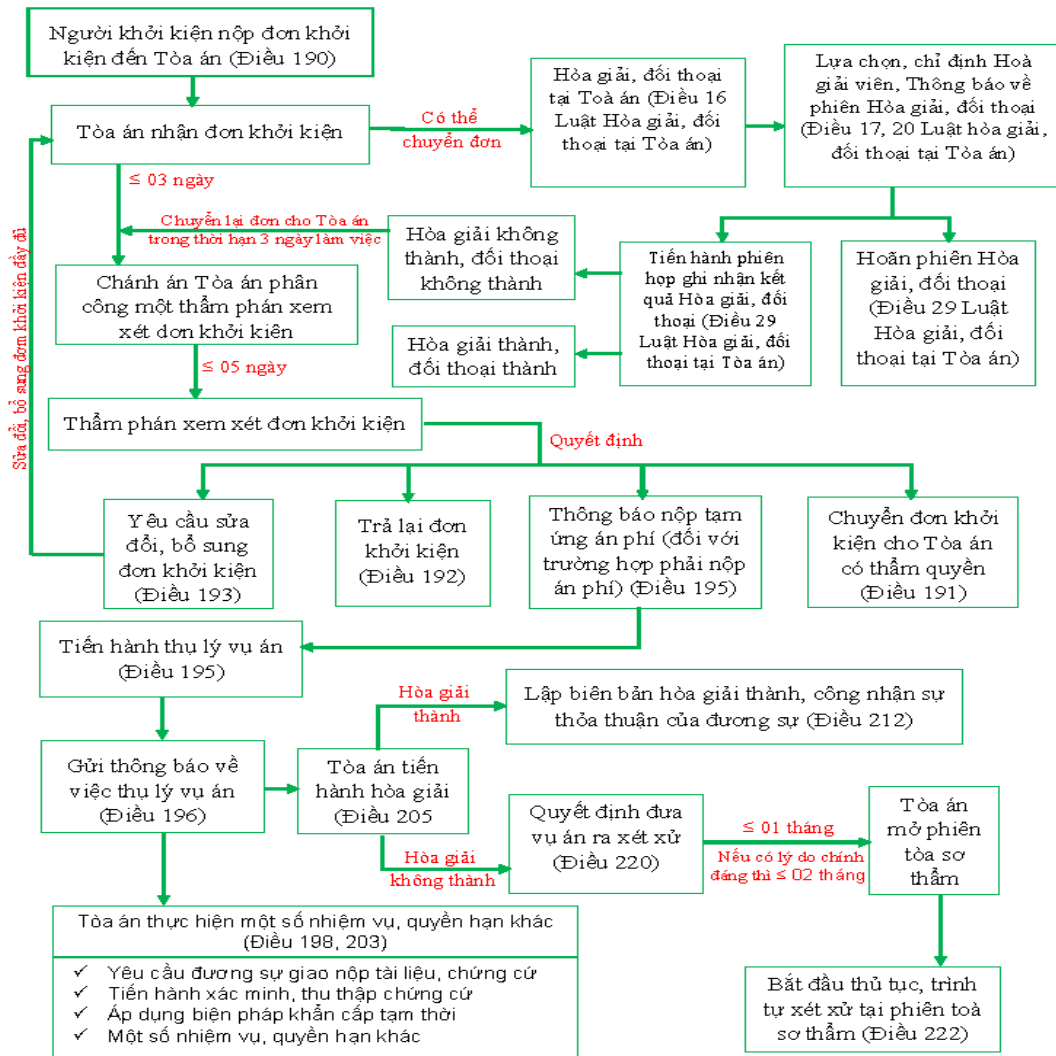 Người khởi kiện nộp đơn khởi
kiện đến Tòa án (Điều 190)
Tòa án nhận đơn khởi kiện
Có thể
chuyển đơn
Hòa giải, đối thoại
tại Toà án (Điều 16
Luật Hòa giải, đối
thoại tại Tòa án)
Lựa chọn, chỉ định Hoà
giải viên, Thông báo về
phiên Hòa giải, đối thoại
(Điều 17, 20 Luật hòa giải,
đối thoại tại Tòa án)
≤ 03 ngày
Chuyển lại đơn cho Tòa án
trong thời hạn 3 ngày làm việc
Hòa giải không
thành, đối thoại
không thành
Tiến hành phiên
họp ghi nhận kết
quả Hòa giải, đối
thoại (Điều 29
Luật Hòa giải, đối
thoại tại Tòa án)
Hoãn phiên Hòa
giải, đối thoại
(Điều 29 Luật
Hòa giải, đối
thoại tại Tòa án)
Chánh án Tòa án phân
công một thẩm phán xem
xét dơn khởi kiên
Hòa giải thành,
đối thoại thành
≤ 05 ngày
Thẩm phán xem xét đơn khởi kiện
Quyết định
Sửa đổi, bổ sung đơm khởi kiện đầy đủ
Yêu cầu sửa
đổi, bổ sung
đơn khởi kiện
(Điều 193)
Trả lại đơn
khởi kiện
(Điều 192)
Thông báo nộp tạm
ứng án phí (đối với
trường hợp phải nộp
án phí) (Điều 195)
Chuyển đơn khởi
kiện cho Tòa án
có thẩm quyền
(Điều 191)
Tiến hành thụ lý vụ án
(Điều 195)
Hòa giải
thành
Lập biên bản hòa giải thành, công nhận sự
thỏa thuận của đương sự (Điều 212)
Gửi thông báo về
việc thụ lý vụ án
(Điều 196)
Tòa án tiến
hành hòa giải
(Điều 205
Hòa giải
không thành
Quyết định đưa
vụ án ra xét xử
(Điều 220)
≤ 01 tháng
Nếu có lý do chính
đáng thì ≤ 02 tháng
Tòa án
mở phiên
tòa sơ
thẩm
Tòa án thực hiện một số nhiệm vụ, quyền hạn khác
(Điều 198, 203)
✓ Yêu cầu đương sự giao nộp tài liệu, chứng cứ
✓ Tiến hành xác minh, thu thập chứng cứ
✓ Áp dụng biện pháp khẩn cấp tạm thời
✓ Một số nhiệm vụ, quyền hạn khác
Bắt đầu thủ tục, trình
tự xét xử tại phiên toà
sơ thẩm (Điều 222)